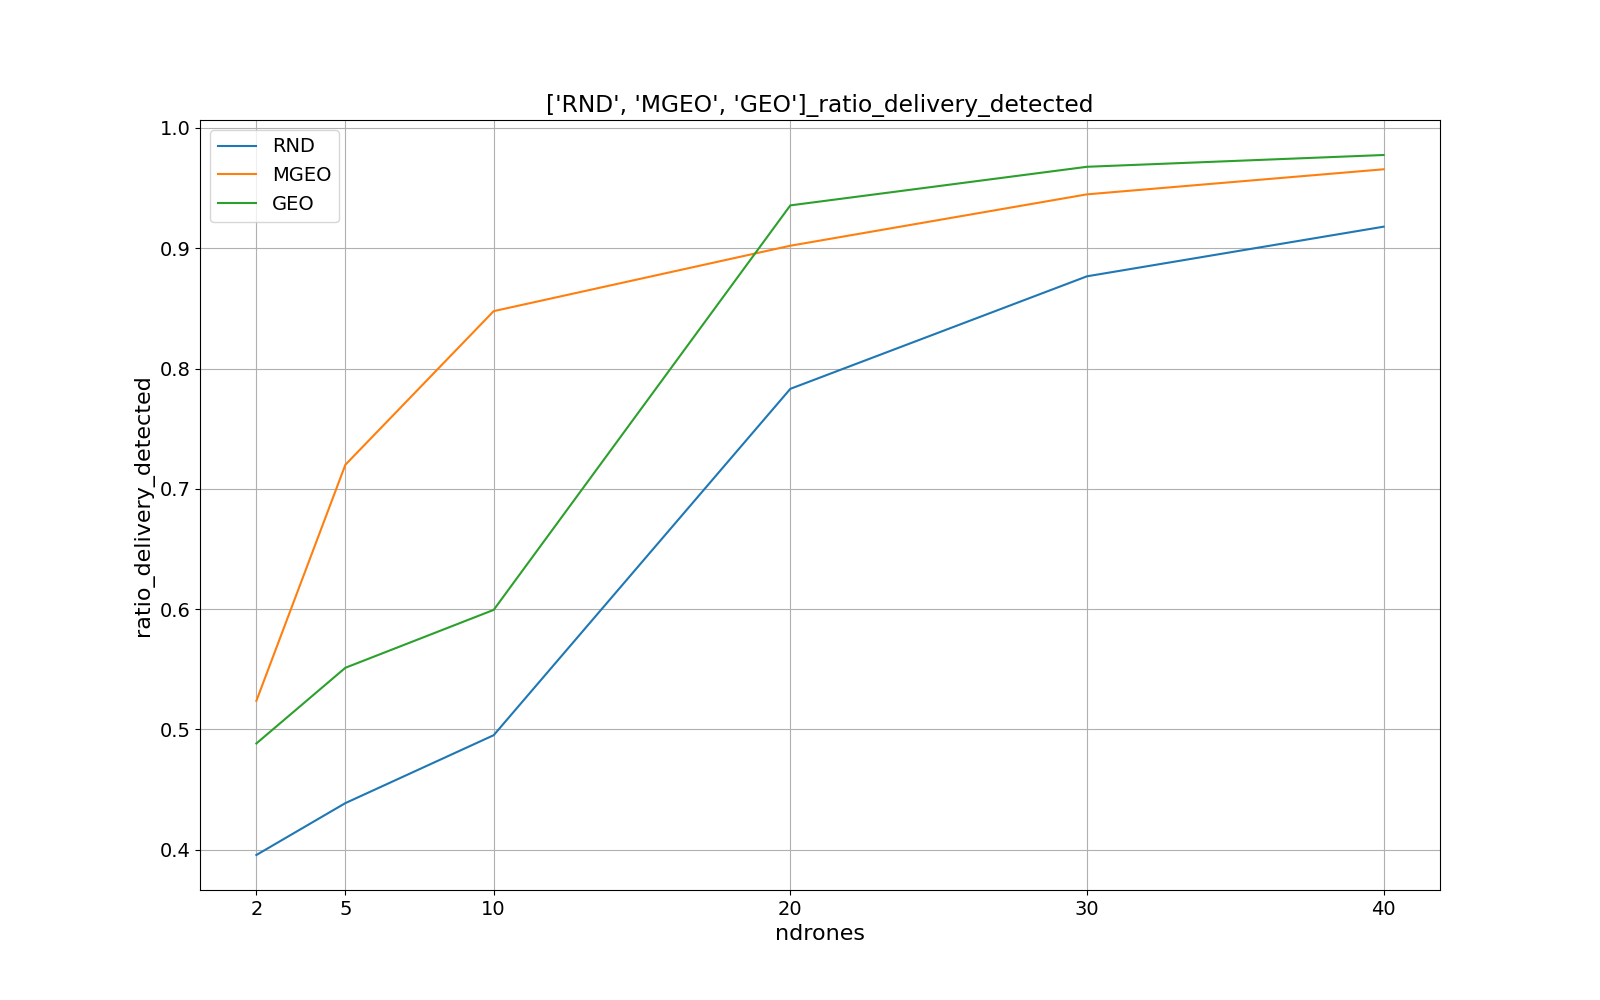 ['RND', 'MGEO', 'GEO']_ratio_delivery_detected
1.0
0.9
0.8
0.7
0.6
0.5
0.4
ratio_delivery_detected
RND
MGEO
GEO
2 5 10 20 30 40
ndrones